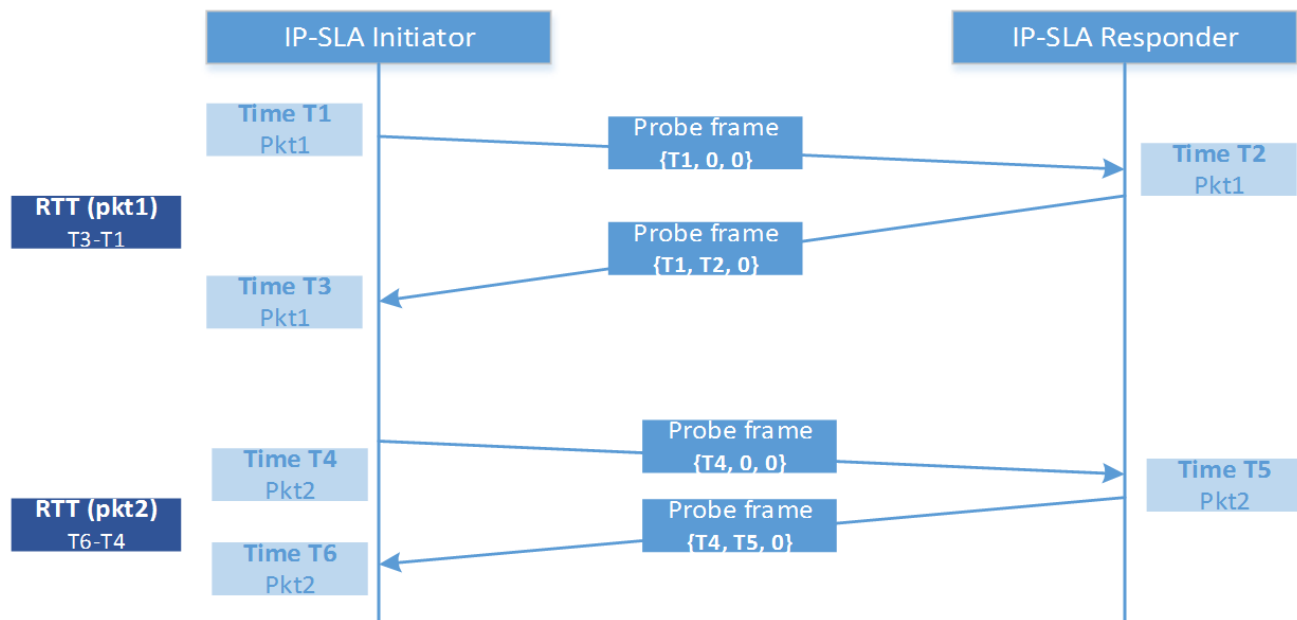 IP-SLA Initiator
IP-SLA Responder
Time T1
Pkt1
Probe frame
{T1, 0, 0}
Time T2
Pkt1
RTT (pkt1)
T3-T1
Probe frame
{T1, T2, 0}
Time T3
Pkt1
Probe frame
{T4, 0, 0}
Time T4
Pkt2
Time T5
Pkt2
RTT (pkt2)
T6-T4
Probe frame
{T4, T5, 0}
Time T6
Pkt2